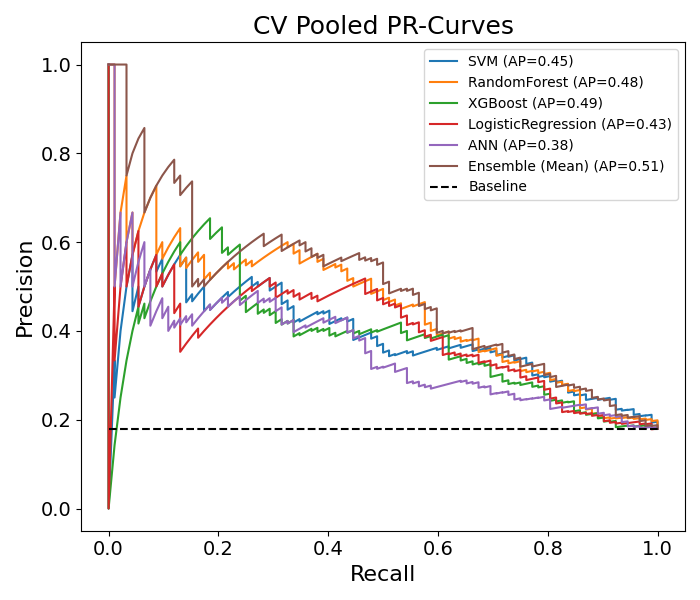 CV Pooled PR-Curves
SVM (AP=0.45)
RandomForest (AP=0.48)
XGBoost (AP=0.49)
LogisticRegression (AP=0.43)
ANN (AP=0.38)
Ensemble (Mean) (AP=0.51)
Baseline
Precision
1.0
0.8
0.6
0.4
0.2
0.0
0.0 0.2 0.4 0.6 0.8 1.0
Recall